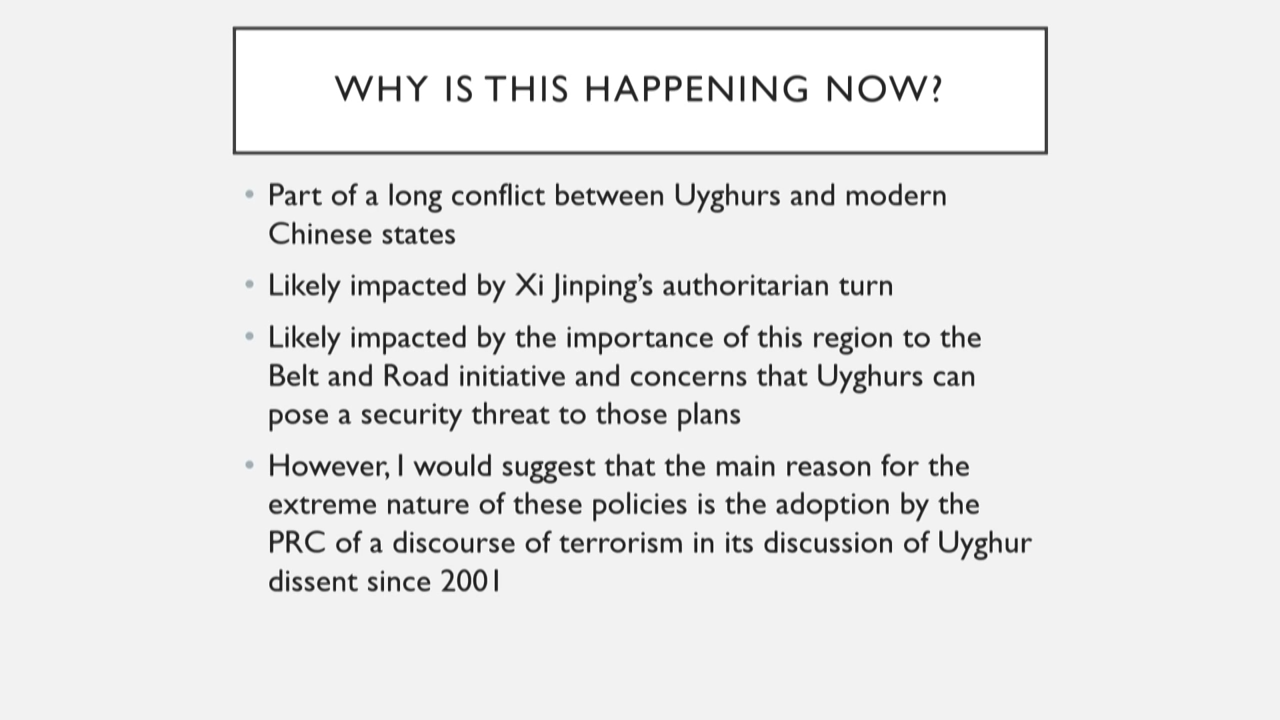 WHY IS THIS HAPPENING NOW?
• Part of a long conflict between Uyghurs and modern
Chinese states
• Likely impacted by Xi Jinping’s authoritarian turn
• Likely impacted by the importance of this region to the
Belt and Road initiative and concerns that Uyghurs can
pose a security threat to those plans
• However, I would suggest that the main reason for the
extreme nature of these policies is the adoption by the
PRC of a discourse of terrorism in its discussion of Uyghur
dissent since 2001